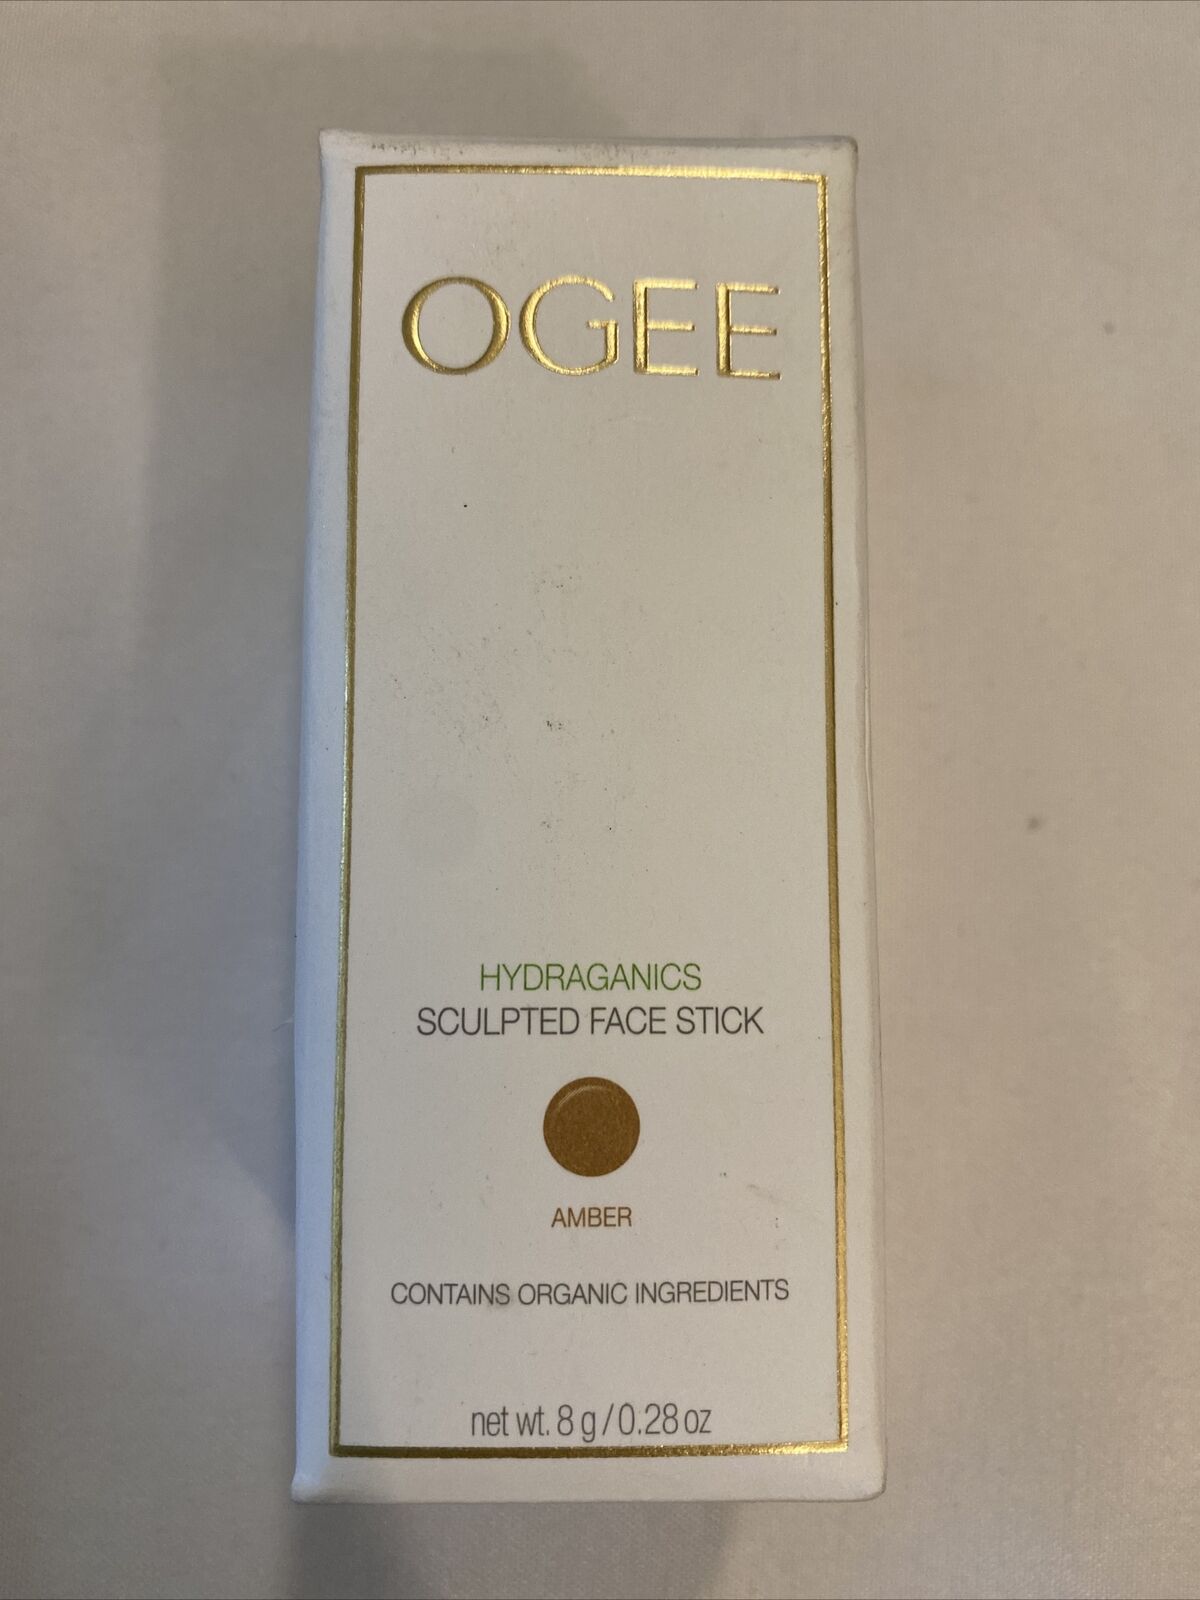 OGEE
HYDRAGANICS
SCULPTED FACE STICK
AMBER
CONTAINS ORGANIC INGREDIENTS
net wt. 8 g / 0.28 oz